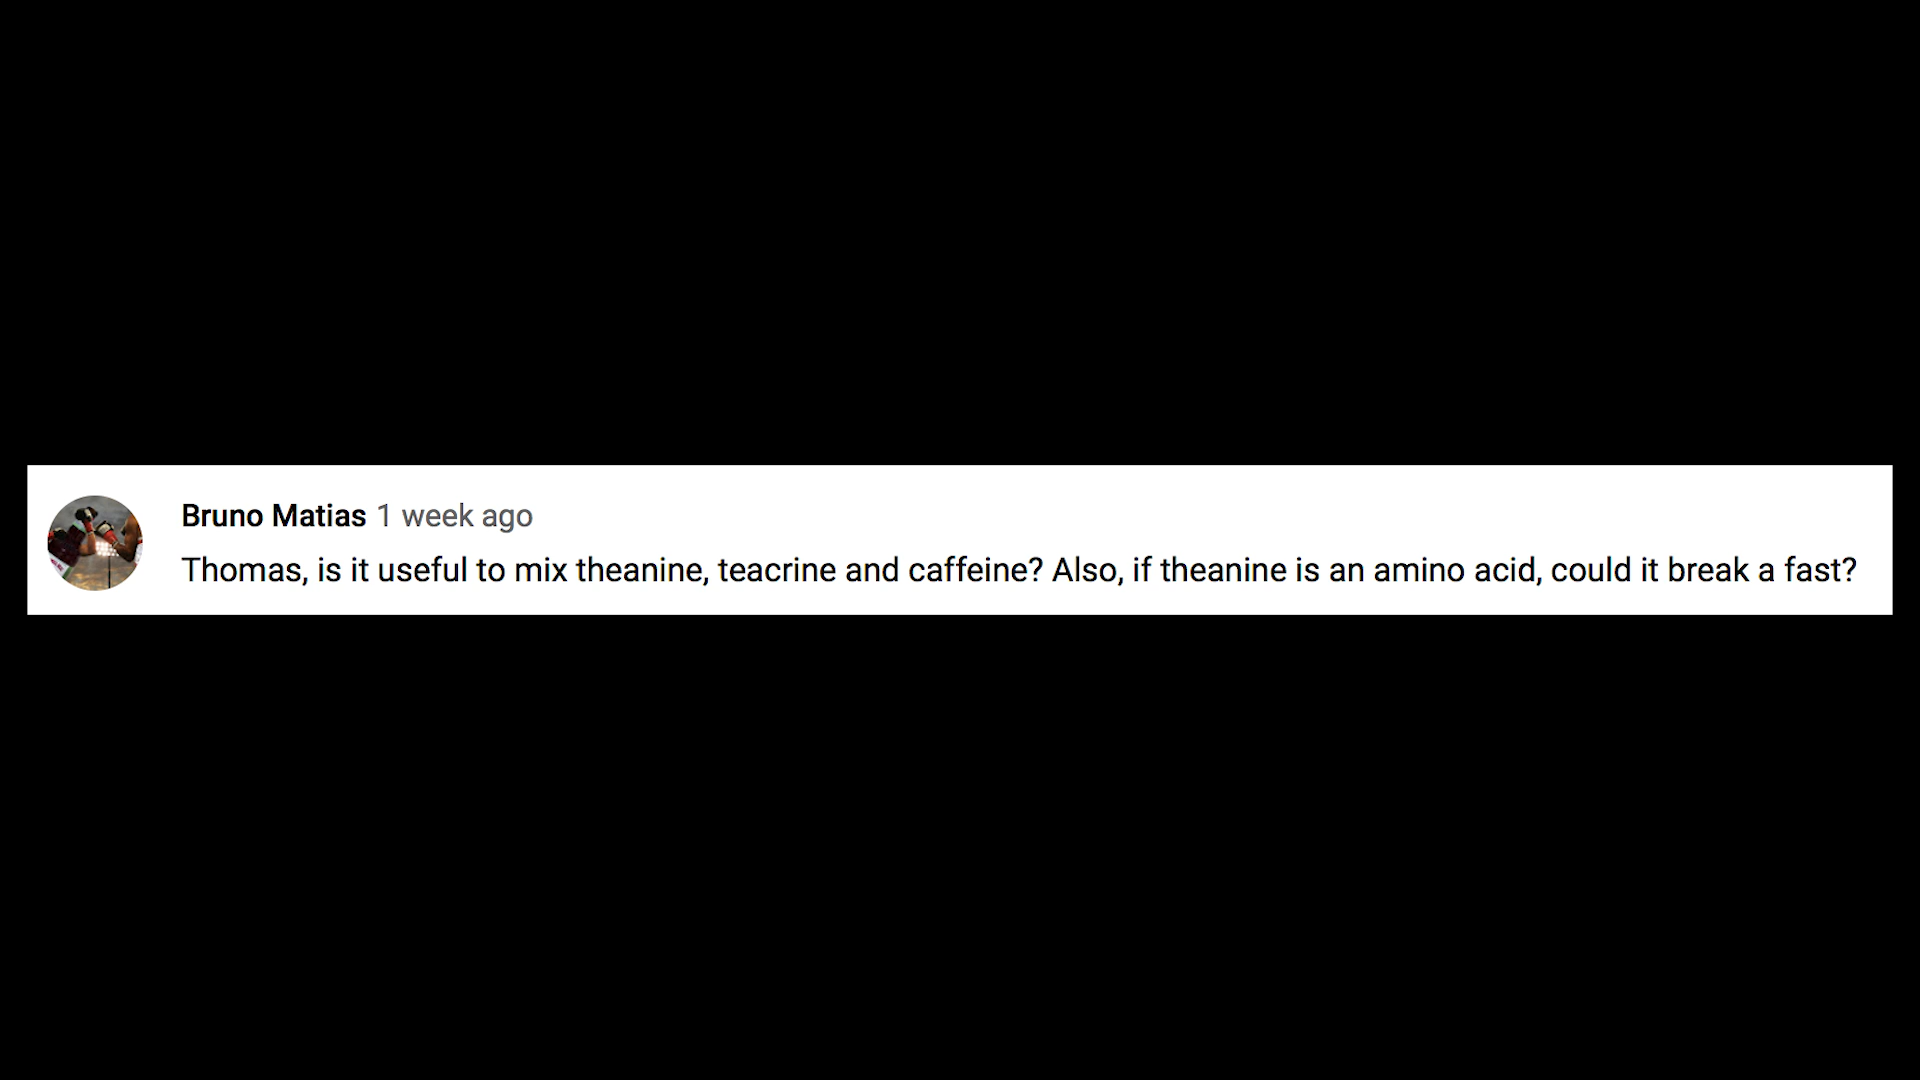 Bruno Matias 1 week ago
Thomas, is it useful to mix theanine, teacrine and caffeine? Also, if theanine is an amino acid, could it break a fast?